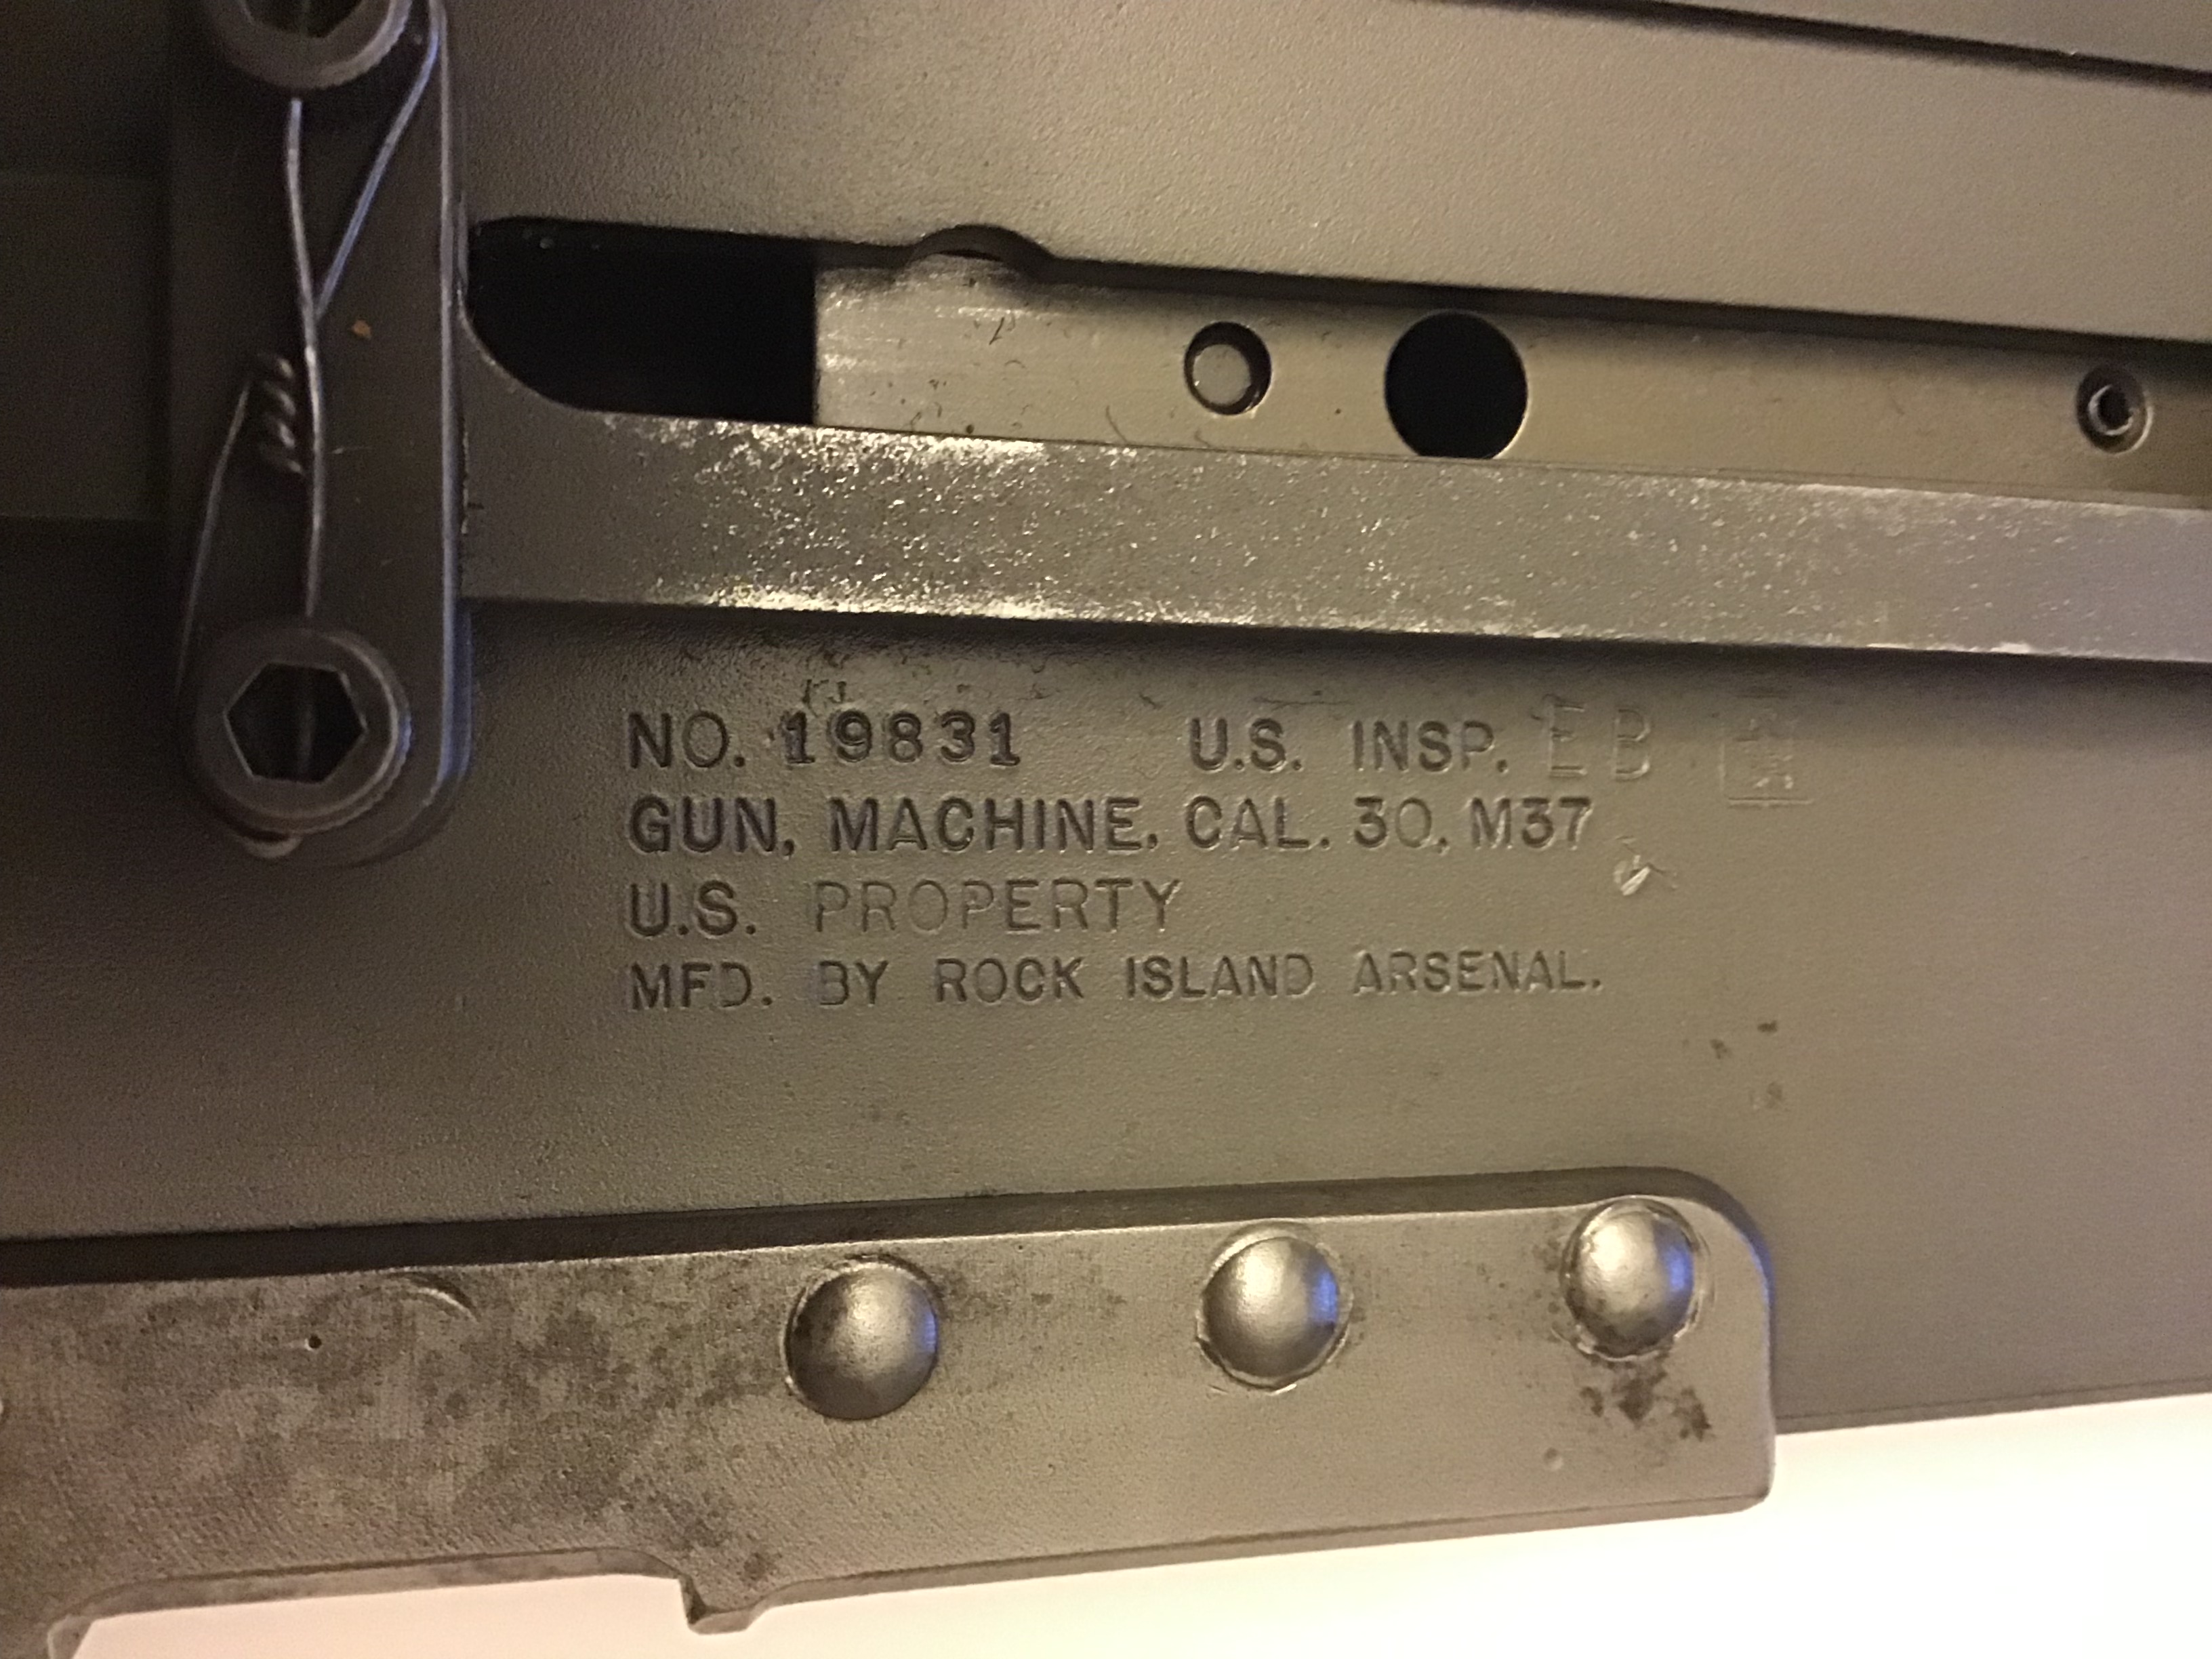 NO. 19831 U.S. INSP. EB
GUN, MACHINE. CAL. 30, M37
U.S. PROPERTY
MFD. BY ROCK ISLAND ARSENAL.